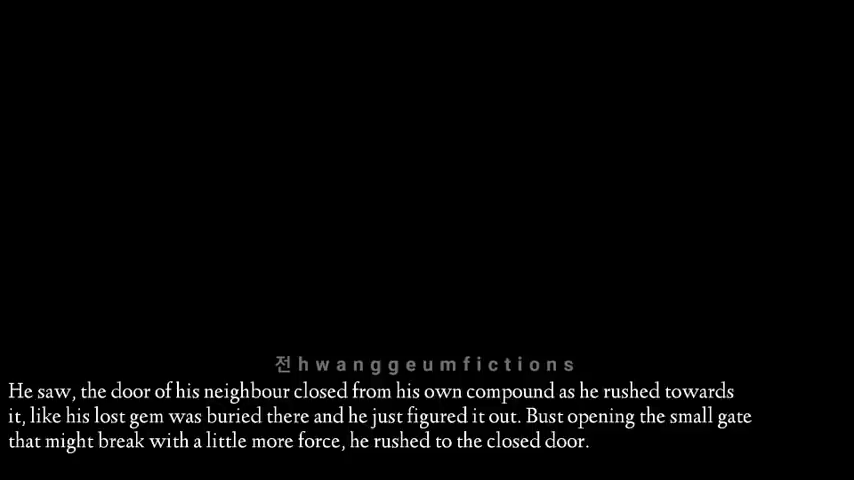 전hwanggeumfictions
He saw, the door of his neighbour closed from his own compound as he rushed towards
it, like his lost gem was buried there and he just figured it out. Bust opening the small gate
that might break with a little more force, he rushed to the closed door.